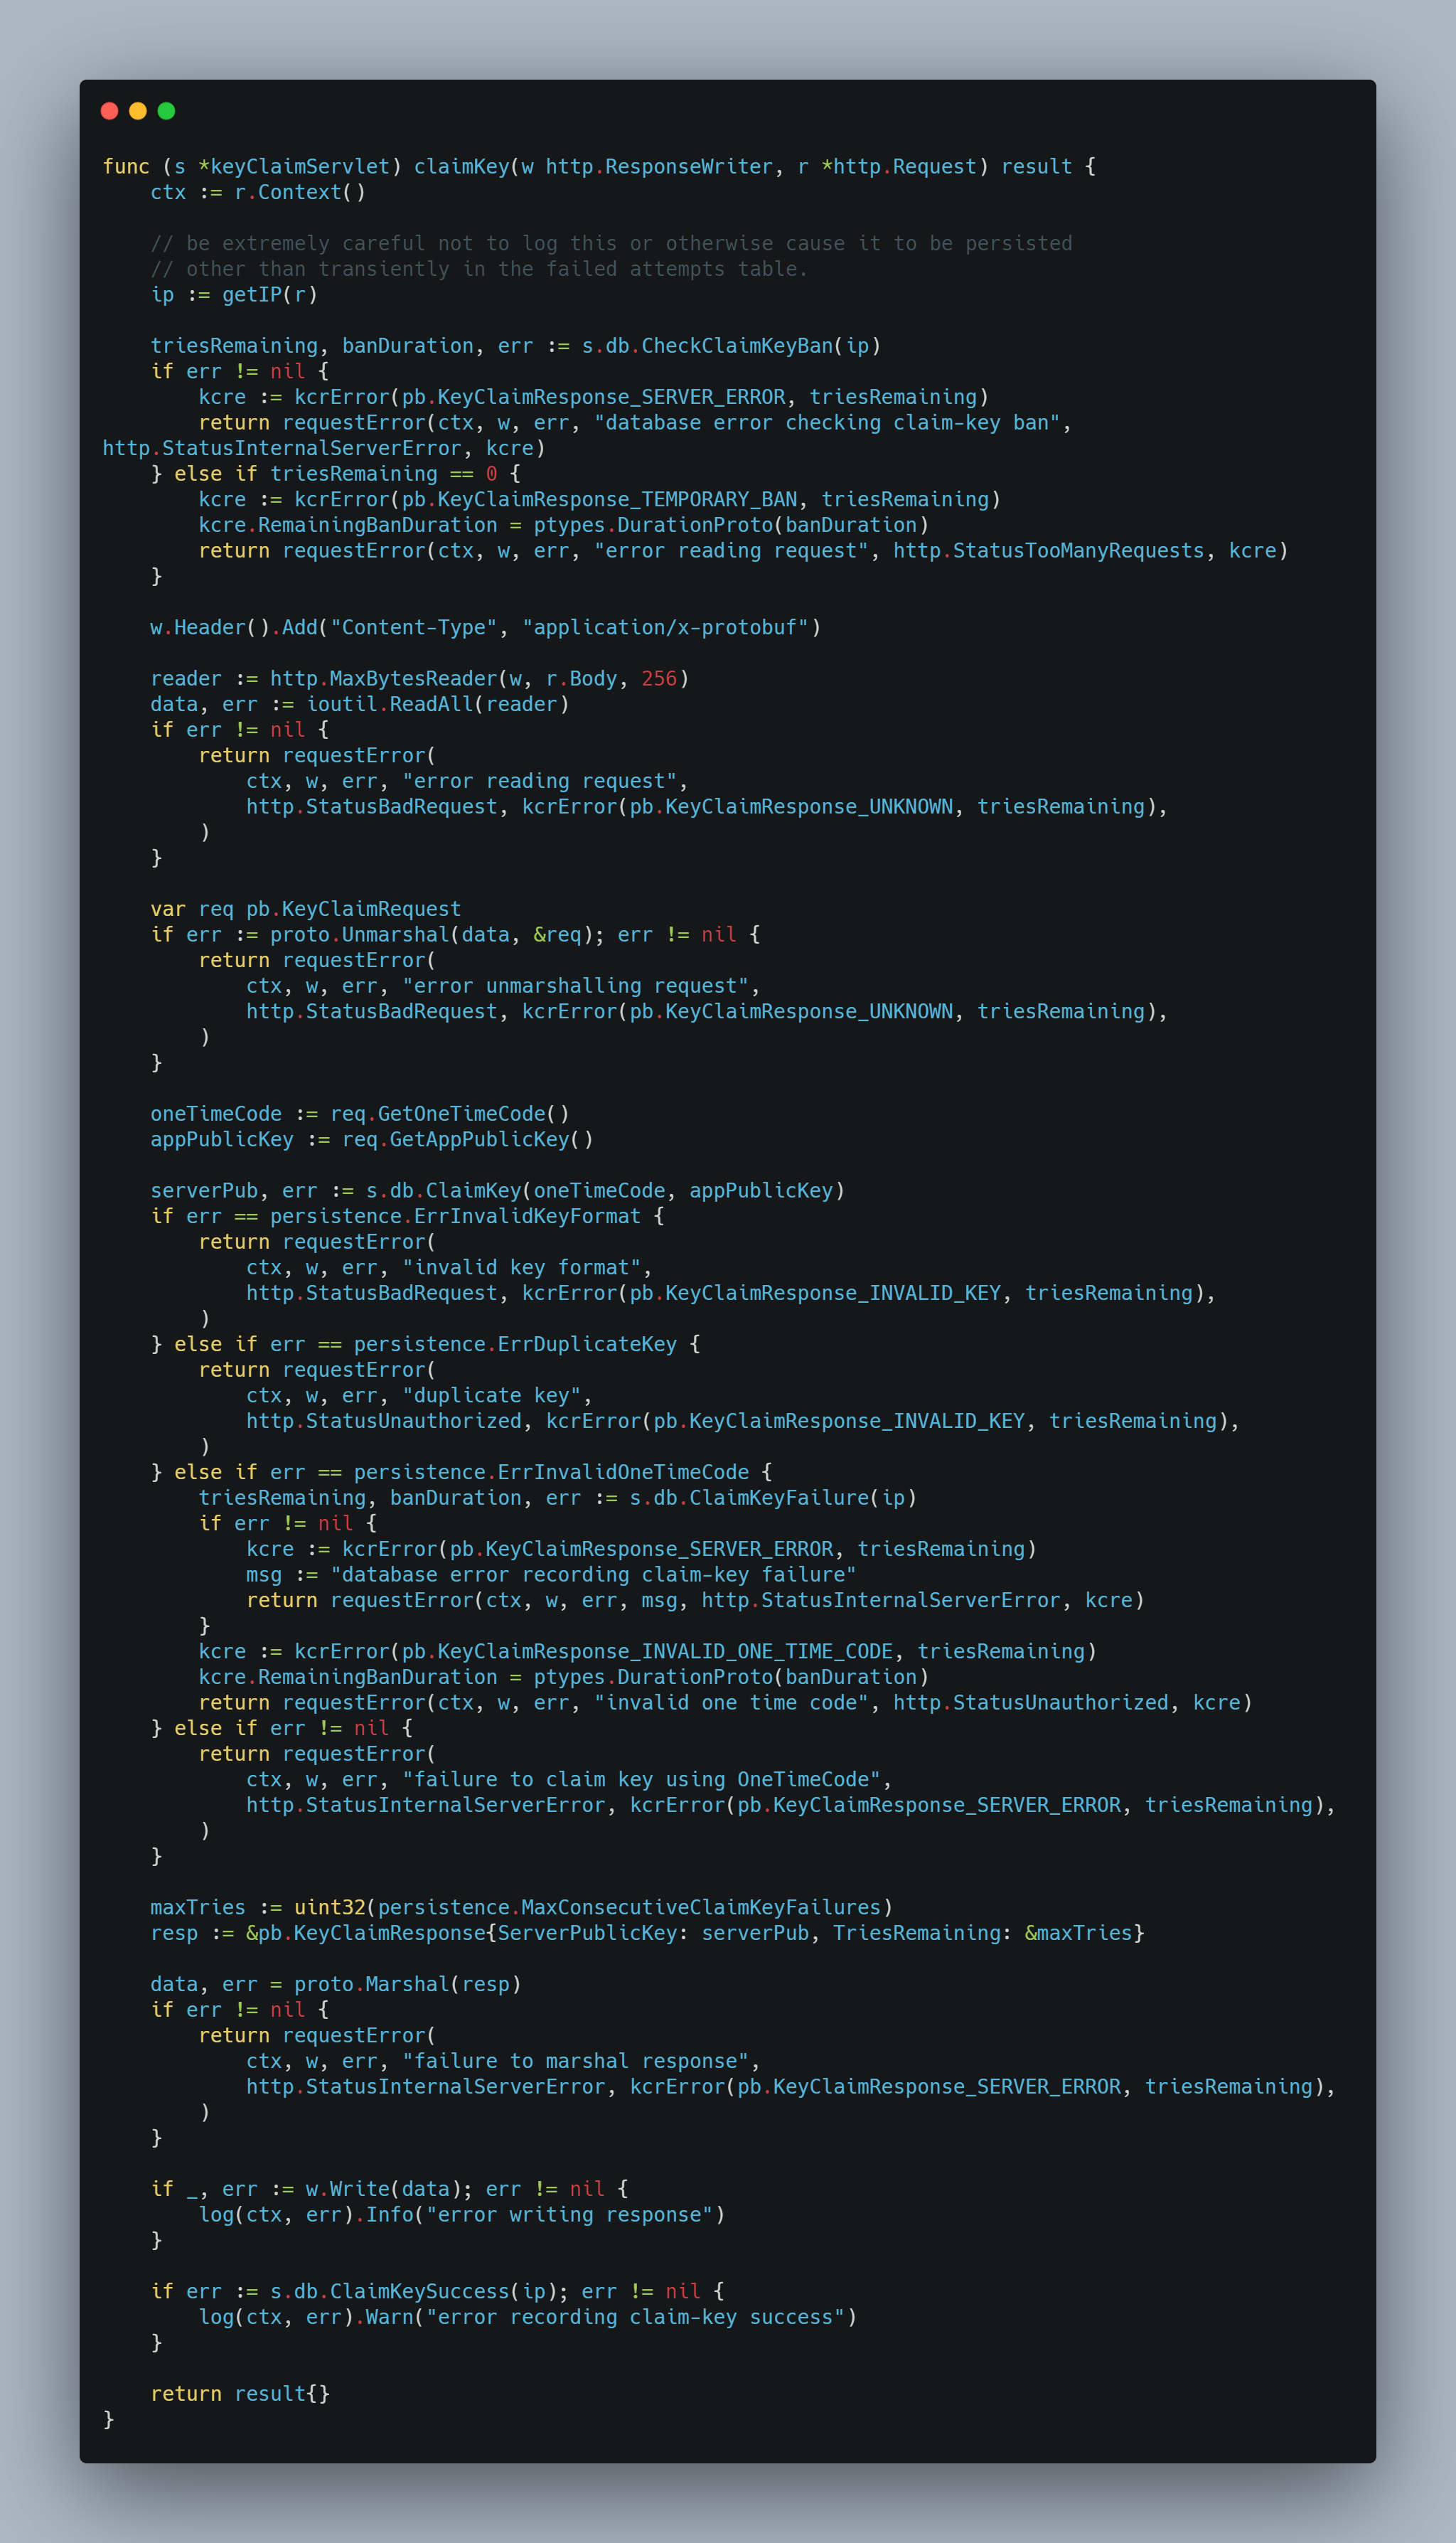 func (s *keyClaimServlet) claimKey(w http.ResponseWriter, r *http.Request) result {
    ctx := r.Context()

    // be extremely careful not to log this or otherwise cause it to be persisted
    // other than transiently in the failed attempts table.
    ip := getIP(r)

    triesRemaining, banDuration, err := s.db.CheckClaimKeyBan(ip)
    if err != nil {
        kcre := kcrError(pb.KeyClaimResponse_SERVER_ERROR, triesRemaining)
        return requestError(ctx, w, err, "database error checking claim-key ban",
http.StatusInternalServerError, kcre)
    } else if triesRemaining == 0 {
        kcre := kcrError(pb.KeyClaimResponse_TEMPORARY_BAN, triesRemaining)
        kcre.RemainingBanDuration = ptypes.DurationProto(banDuration)
        return requestError(ctx, w, err, "error reading request", http.StatusTooManyRequests, kcre)
    }

    w.Header().Add("Content-Type", "application/x-protobuf")

    reader := http.MaxBytesReader(w, r.Body, 256)
    data, err := ioutil.ReadAll(reader)
    if err != nil {
        return requestError(
            ctx, w, err, "error reading request",
            http.StatusBadRequest, kcrError(pb.KeyClaimResponse_UNKNOWN, triesRemaining),
        )
    }

    var req pb.KeyClaimRequest
    if err := proto.Unmarshal(data, &req); err != nil {
        return requestError(
            ctx, w, err, "error unmarshalling request",
            http.StatusBadRequest, kcrError(pb.KeyClaimResponse_UNKNOWN, triesRemaining),
        )
    }

    oneTimeCode := req.GetOneTimeCode()
    appPublicKey := req.GetAppPublicKey()

    serverPub, err := s.db.ClaimKey(oneTimeCode, appPublicKey)
    if err == persistence.ErrInvalidKeyFormat {
        return requestError(
            ctx, w, err, "invalid key format",
            http.StatusBadRequest, kcrError(pb.KeyClaimResponse_INVALID_KEY, triesRemaining),
        )
    } else if err == persistence.ErrDuplicateKey {
        return requestError(
            ctx, w, err, "duplicate key",
            http.StatusUnauthorized, kcrError(pb.KeyClaimResponse_INVALID_KEY, triesRemaining),
        )
    } else if err == persistence.ErrInvalidOneTimeCode {
        triesRemaining, banDuration, err := s.db.ClaimKeyFailure(ip)
        if err != nil {
            kcre := kcrError(pb.KeyClaimResponse_SERVER_ERROR, triesRemaining)
            msg := "database error recording claim-key failure"
            return requestError(ctx, w, err, msg, http.StatusInternalServerError, kcre)
        }
        kcre := kcrError(pb.KeyClaimResponse_INVALID_ONE_TIME_CODE, triesRemaining)
        kcre.RemainingBanDuration = ptypes.DurationProto(banDuration)
        return requestError(ctx, w, err, "invalid one time code", http.StatusUnauthorized, kcre)
    } else if err != nil {
        return requestError(
            ctx, w, err, "failure to claim key using OneTimeCode",
            http.StatusInternalServerError, kcrError(pb.KeyClaimResponse_SERVER_ERROR, triesRemaining),
        )
    }

    maxTries := uint32(persistence.MaxConsecutiveClaimKeyFailures)
    resp := &pb.KeyClaimResponse{ServerPublicKey: serverPub, TriesRemaining: &maxTries}

    data, err = proto.Marshal(resp)
    if err != nil {
        return requestError(
            ctx, w, err, "failure to marshal response",
            http.StatusInternalServerError, kcrError(pb.KeyClaimResponse_SERVER_ERROR, triesRemaining),
        )
    }

    if _, err := w.Write(data); err != nil {
        log(ctx, err).Info("error writing response")
    }

    if err := s.db.ClaimKeySuccess(ip); err != nil {
        log(ctx, err).Warn("error recording claim-key success")
    }

    return result{}
}